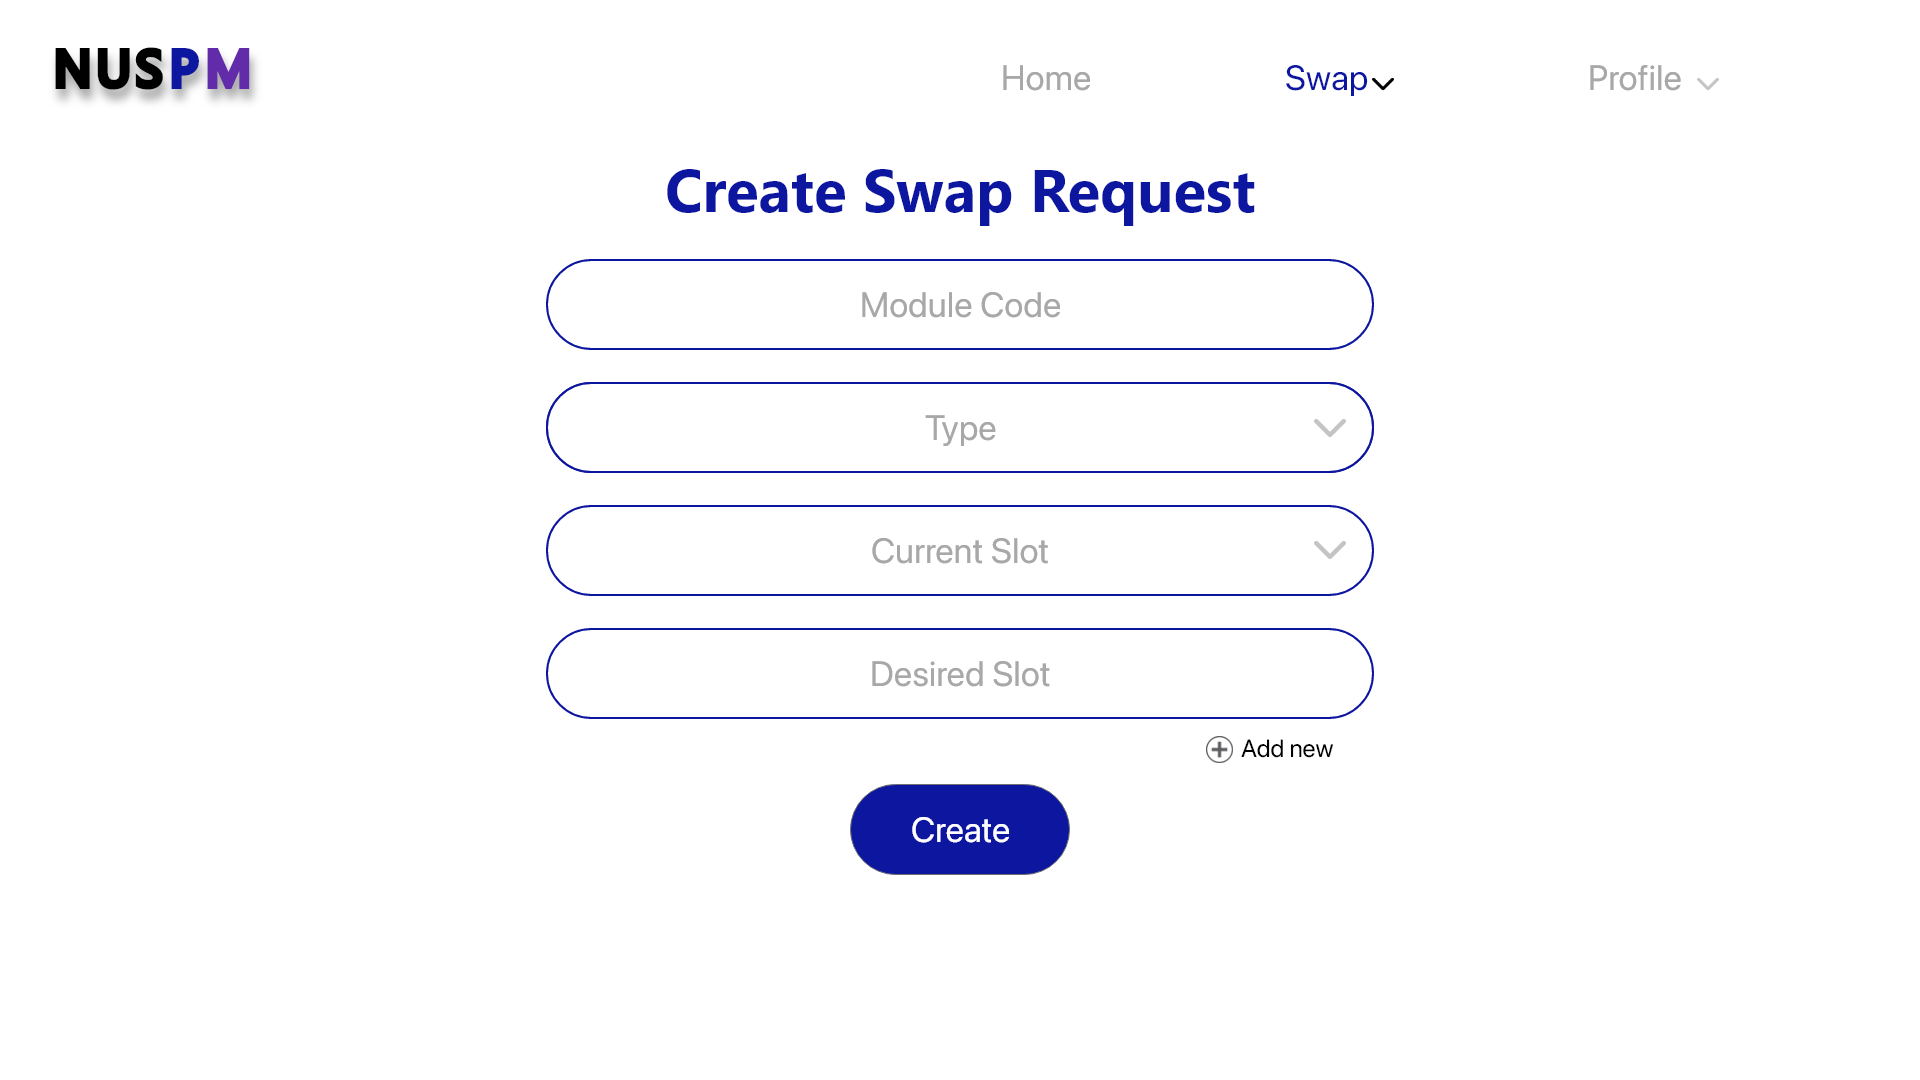 NUSPM
Home
Swap
Profile
Create Swap Request
Module Code
Type
Current Slot
Desired Slot
Add new
Create